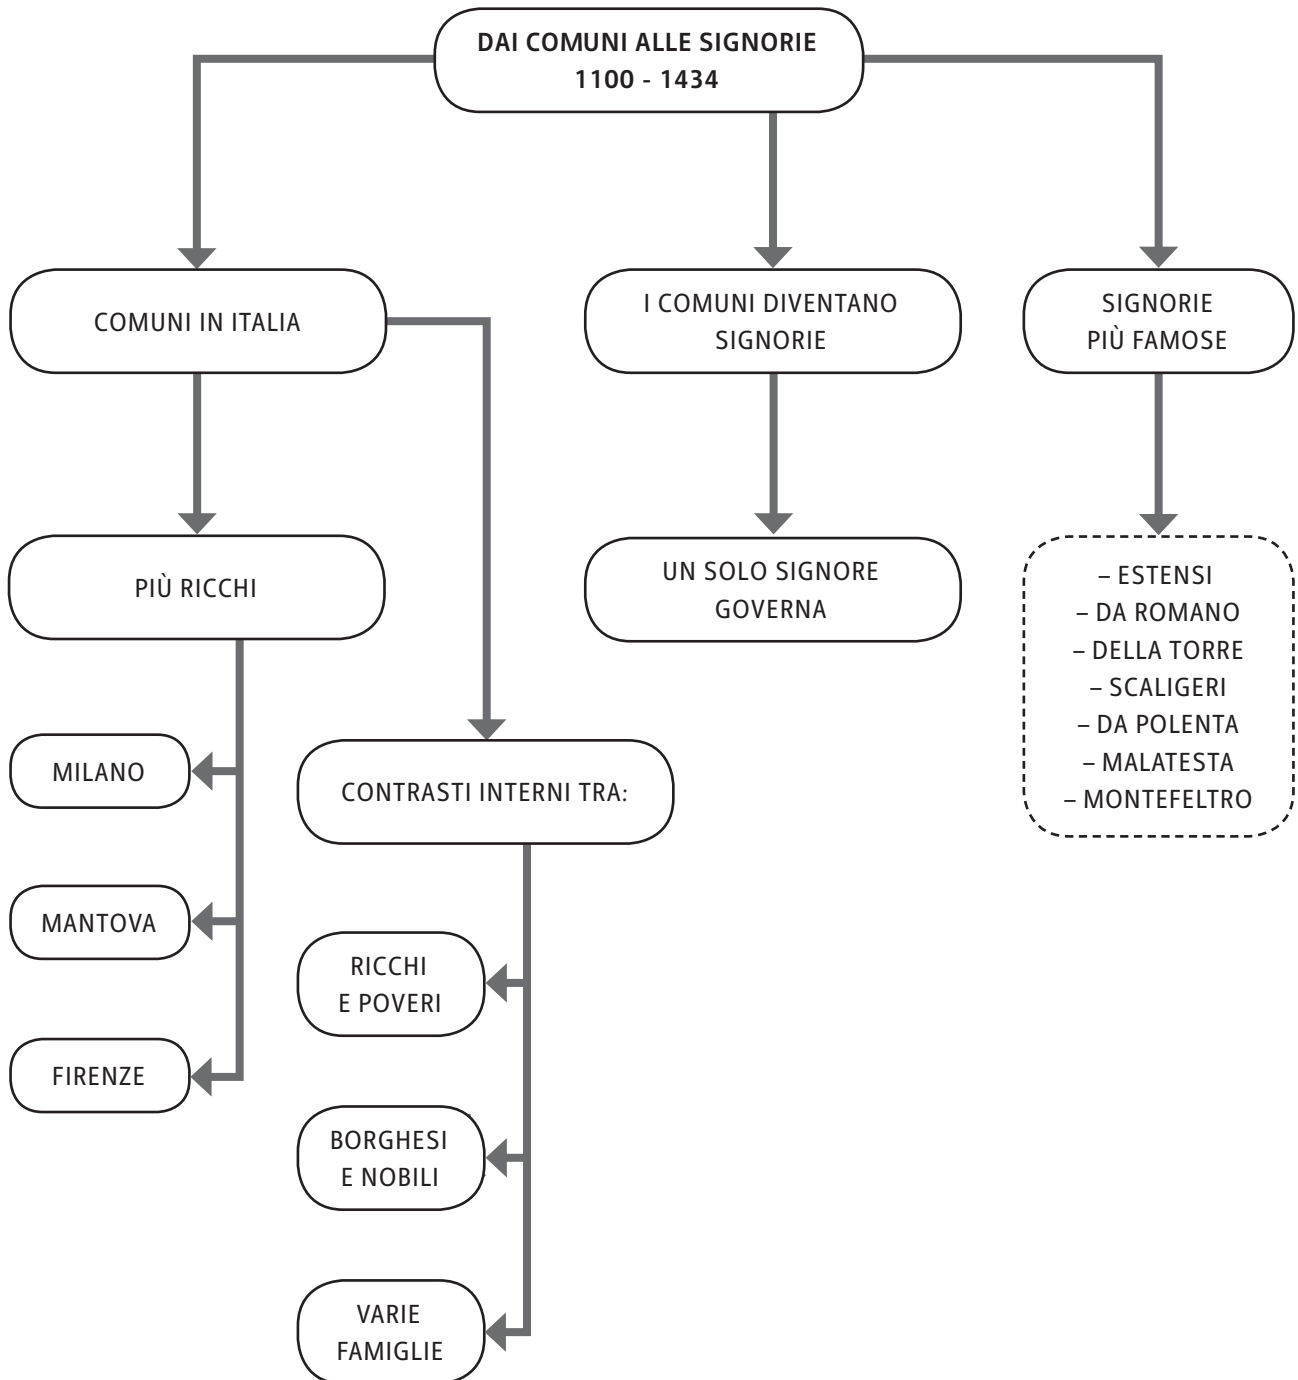 DAI COMUNI ALLE SIGNORIE
1100 - 1434
COMUNI IN ITALIA
I COMUNI DIVENTANO
SIGNORIE
SIGNORIE
PIÙ FAMOSE
PIÙ RICCHI
UN SOLO SIGNORE
GOVERNA
– ESTENSI
– DA ROMANO
– DELLA TORRE
– SCALIGERI
– DA POLENTA
– MALATESTA
– MONTEFELTRO
MILANO
MANTOVA
FIRENZE
CONTRASTI INTERNI TRA:
RICCHI
E POVERI
BORGHESI
E NOBILI
VARIE
FAMIGLIE